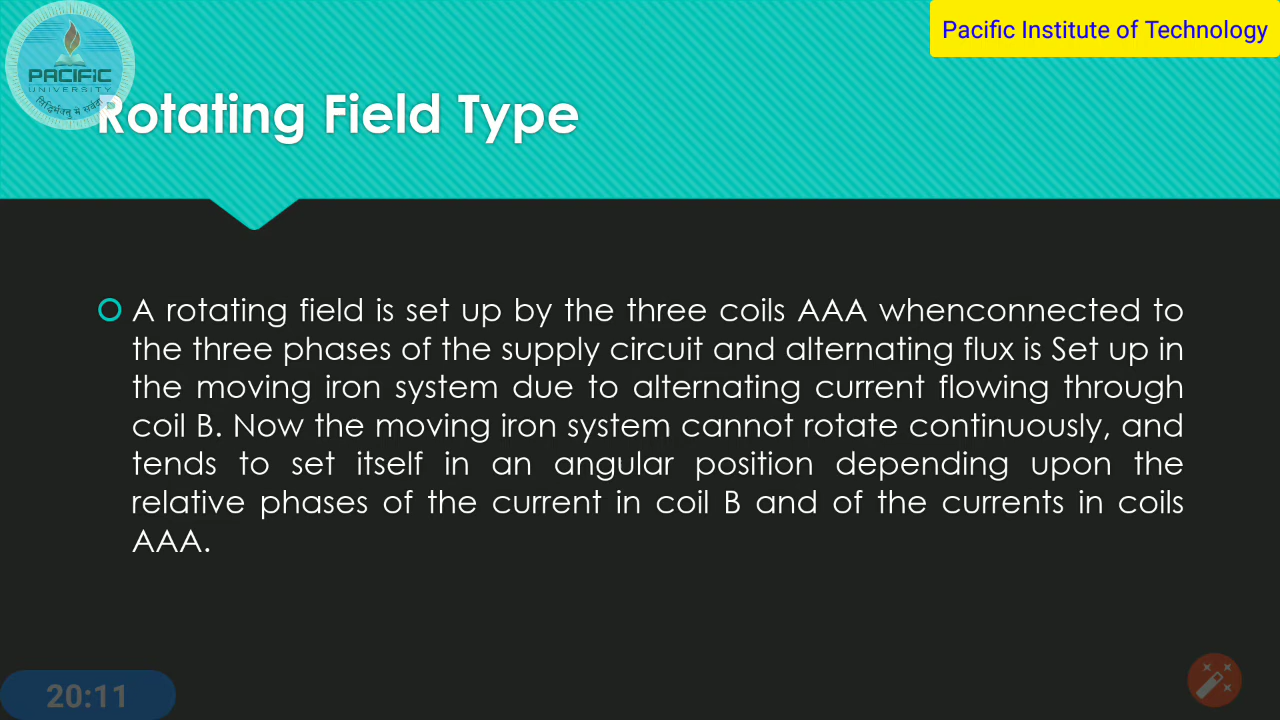 PACIFIC
UNIVERSITY
Pacific Institute of Technology
Rotating Field Type
A rotating field is set up by the three coils AAA whenconnected to
the three phases of the supply circuit and alternating flux is Set up in
the moving iron system due to alternating current flowing through
coil B. Now the moving iron system cannot rotate continuously, and
tends to set itself in an angular position depending upon the
relative phases of the current in coil B and of the currents in coils
AAA.
20:11